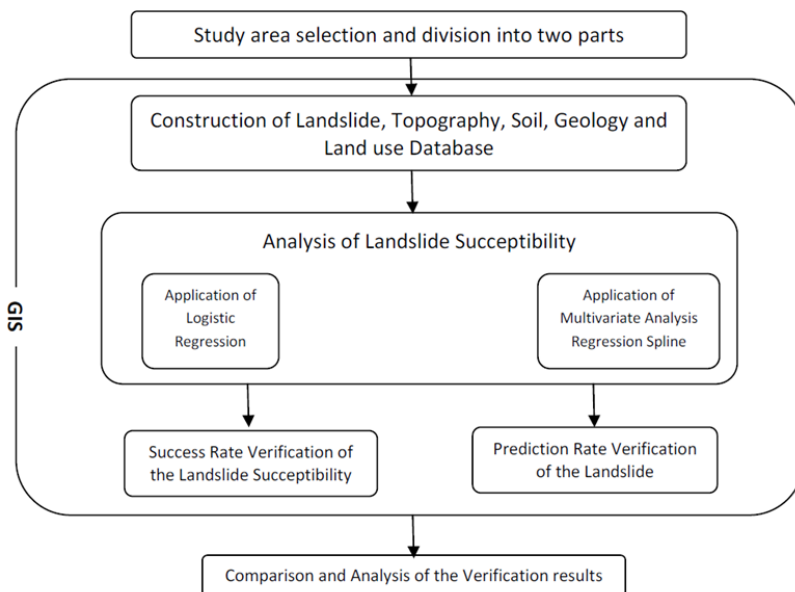 Study area selection and division into two parts
Construction of Landslide, Topography, Soil, Geology and
Land use Database
Analysis of Landslide Succeptibility
Application of
Logistic
Regression
Application of
Multivariate Analysis
Regression Spline
GIS
Success Rate Verification of
the Landslide Succeptibility
Prediction Rate Verification
of the Landslide
Comparison and Analysis of the Verification results